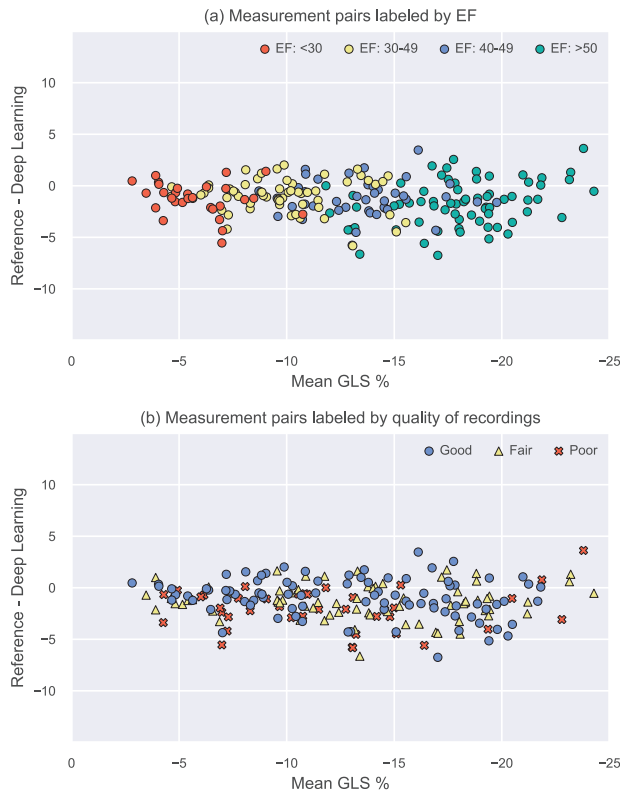 (a) Measurement pairs labeled by EF
EF: <30 EF: 30-49 EF: 40-49 EF: >50
10
5
0
−5
−10
Reference - Deep Learning
0 −5 −10 −15 −20 −25
Mean GLS %
(b) Measurement pairs labeled by quality of recordings
Good Fair Poor
10
5
0
−5
−10
Reference - Deep Learning
0 −5 −10 −15 −20 −25
Mean GLS %